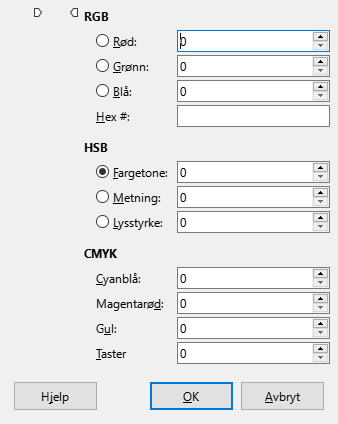 RGB
Rød: 0
Grønn: 0
Blå: 0
Hex #:
HSB
Fargetone: 0
Metning: 0
Lysstyrke: 0
CMYK
Cyanblå: 0
Magentarød: 0
Gul: 0
Taster 0
Hjelp OK Avbryt